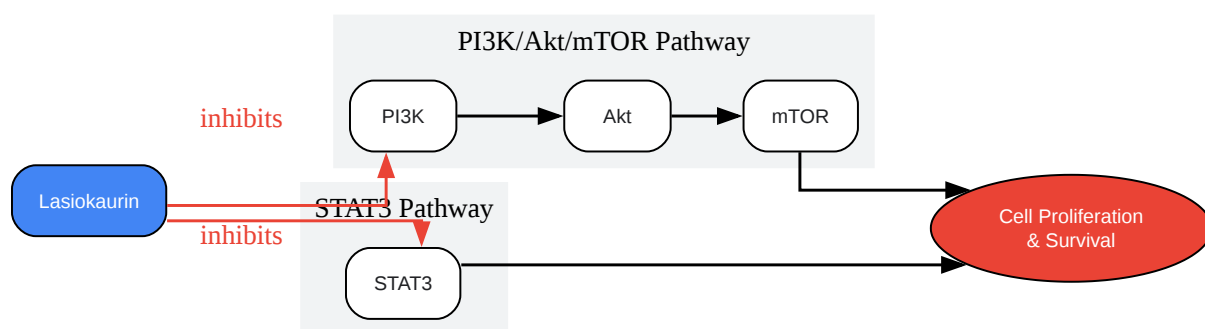 PI3K/Akt/mTOR Pathway
PI3K
Akt
mTOR
inhibits
Lasiokaurin
STAT3 Pathway
inhibits
STAT3
Cell Proliferation
& Survival